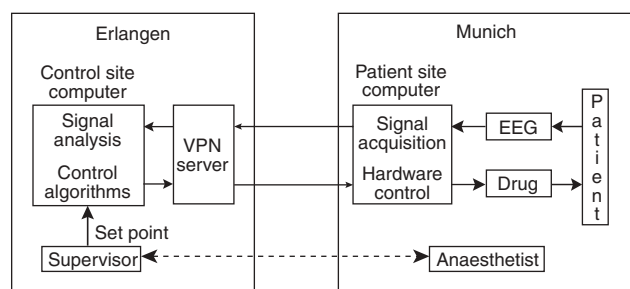 Erlangen
Control site
computer
Signal
analysis
Control
algorithms
VPN
server
Set point
Supervisor
Munich
Patient site
computer
Signal
acquisition
Hardware
control
EEG
Drug
Patient
Anaesthetist